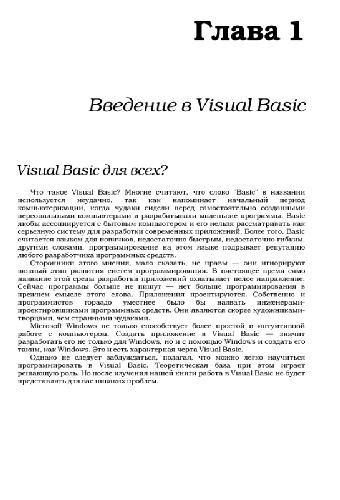 Глава 1
Введение в Visual Basic
Visual Basic для всех?
Что такое Visual Basic? Многие считают, что слово "Basic" в названии
используется неудачно, так как напоминает начальный период
компьютеризации, когда чудаки сидели перед самостоятельно созданными
персональными компьютерами и разрабатывали маленькие программы. Basic
якобы ассоциируется с бытовым компьютером и его нельзя рассматривать как
серьезную систему для разработки современных приложений. Более того, Basic
считается языком для новичков, недостаточно быстрым, недостаточно гибким.
Другими словами, программирование на этом языке подрывает репутацию
любого разработчика программных средств.
Сторонники этого мнения, мало сказать, не правы — они игнорируют
полный этап развития систем программирования. В настоящее время само
название этой среды разработки приложений охватывает целое направление.
Сейчас программы больше не пишут — нет больше программирования в
прежнем смысле этого слова. Приложения проектируются. Собственно и
программистов гораздо уместнее было бы назвать инженерами-
проектировщиками программных средств. Они являются скорее художниками-
творцами, чем странными чудаками.
Microsoft Windows не только способствует более простой и интуитивной
работе с компьютером. Создать приложение в Visual Basic — значит
разработать его не только для Windows, но и с помощью Windows и создать его
таким, как Windows. Это и есть характерная черта Visual Basic.
Однако не следует заблуждаться, полагая, что можно легко научиться
программировать в Visual Basic. Теоретическая база при этом играет
решающую роль. Но после изучения нашей книги работа в Visual Basic не будет
представлять для вас никаких проблем.